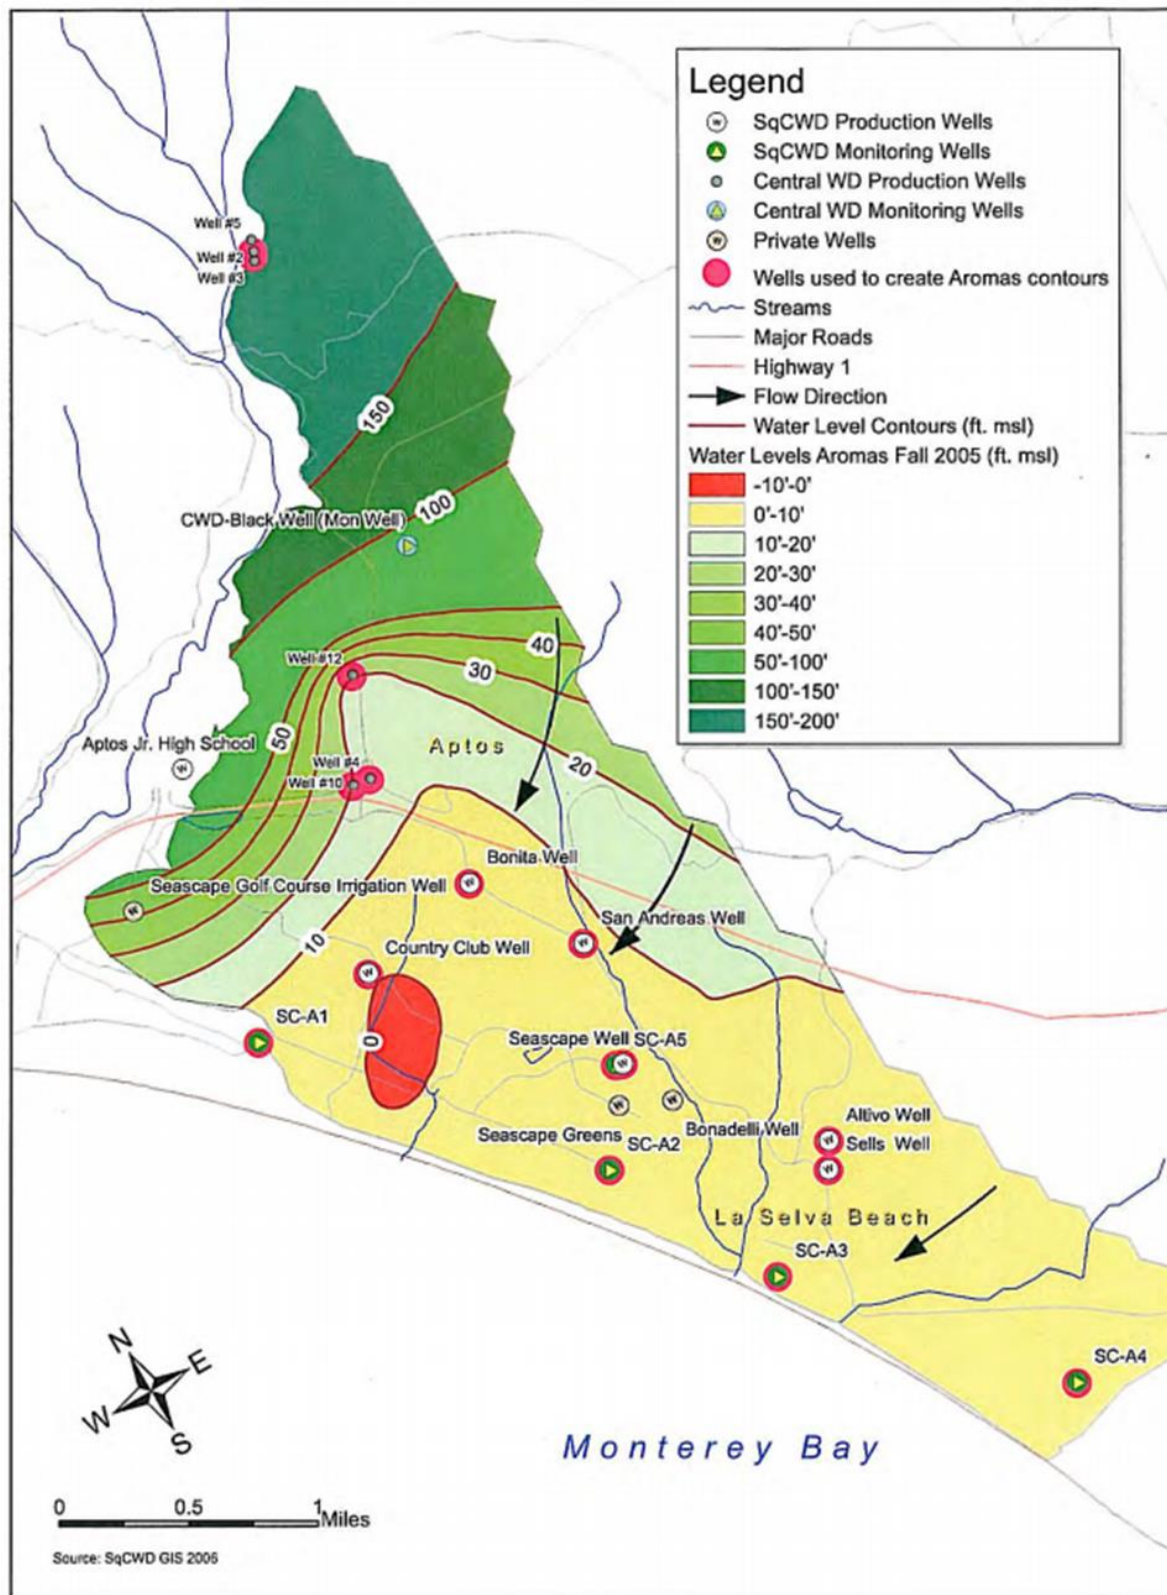 Legend
SqCWD Production Wells
SqCWD Monitoring Wells
Central WD Production Wells
Central WD Monitoring Wells
Private Wells
Wells used to create Aromas contours
Streams
Major Roads
Highway 1
Flow Direction
Water Level Contours (ft. msl)
Water Levels Aromas Fall 2005 (ft. msl)
-10'-0'
0'-10'
10'-20'
20'-30'
30'-40'
40'-50'
50'-100'
100'-150'
150'-200'
Well #5
Well #2
Well #3
150
100
CWD-Black Well (Mon Well)
40
Well #12
30
50
Aptos Jr. High School
W
Aptos
Well #4
20
Well #10
Bonita Well
W
Seascape Golf Course Irrigation Well
W
San Andreas Well
W
10
Country Club Well
W
SC-A1
0
Seascape Well SC-A5
W
W
W
Altivo Well
W
Seascape Greens
SC-A2
Bonadelli Well
Sells Well
W
La Selva Beach
SC-A3
SC-A4
N
E
W
S
Monterey Bay
0 0.5 1 Miles
Source: SqCWD GIS 2006